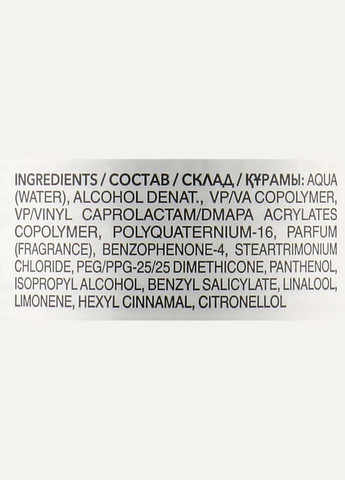 INGREDIENTS / СОСТАВ / СКЛАД / ҚҰРАМЫ: AQUA
(WATER), ALCOHOL DENAT., VP/VA COPOLYMER,
VP/VINYL CAPROLACTAM/DMAPA ACRYLATES
COPOLYMER, POLYQUATERNIUM-16, PARFUM
(FRAGRANCE), BENZOPHENONE-4, STEARTRIMONIUM
CHLORIDE, PEG/PPG-25/25 DIMETHICONE, PANTHENOL,
ISOPROPYL ALCOHOL, BENZYL SALICYLATE, LINALOOL,
LIMONENE, HEXYL CINNAMAL, CITRONELLOL